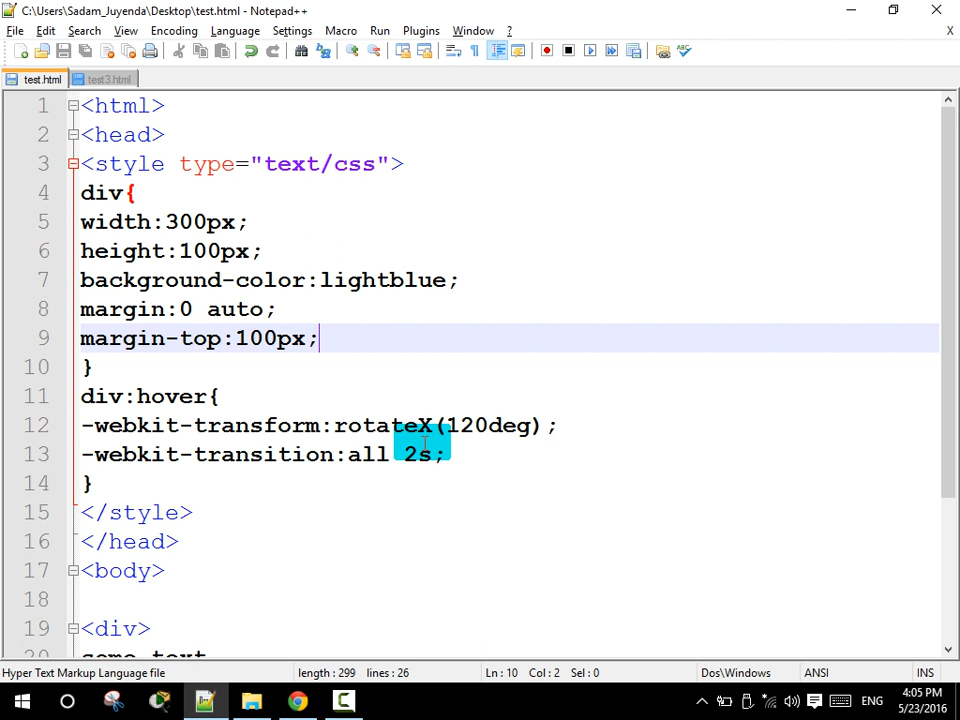 C:\Users\Sadam_Juyenda\Desktop\test.html - Notepad++
File Edit Search View Encoding Language Settings Macro Run Plugins Window ? X
test.html test3.html
1 <html>
2 <head>
3 <style type="text/css">
4 div{
5 width:300px;
6 height:100px;
7 background-color:lightblue;
8 margin:0 auto;
9 margin-top:100px;
10 }
11 div:hover{
12 -webkit-transform:rotateX(120deg);
13 -webkit-transition:all 2s;
14 }
15 </style>
16 </head>
17 <body>
18
19 <div>
20 some text
Hyper Text Markup Language file length : 299 lines : 26 Ln : 10 Col : 2 Sel : 0 Dos\Windows ANSI INS
ENG 4:05 PM
5/23/2016